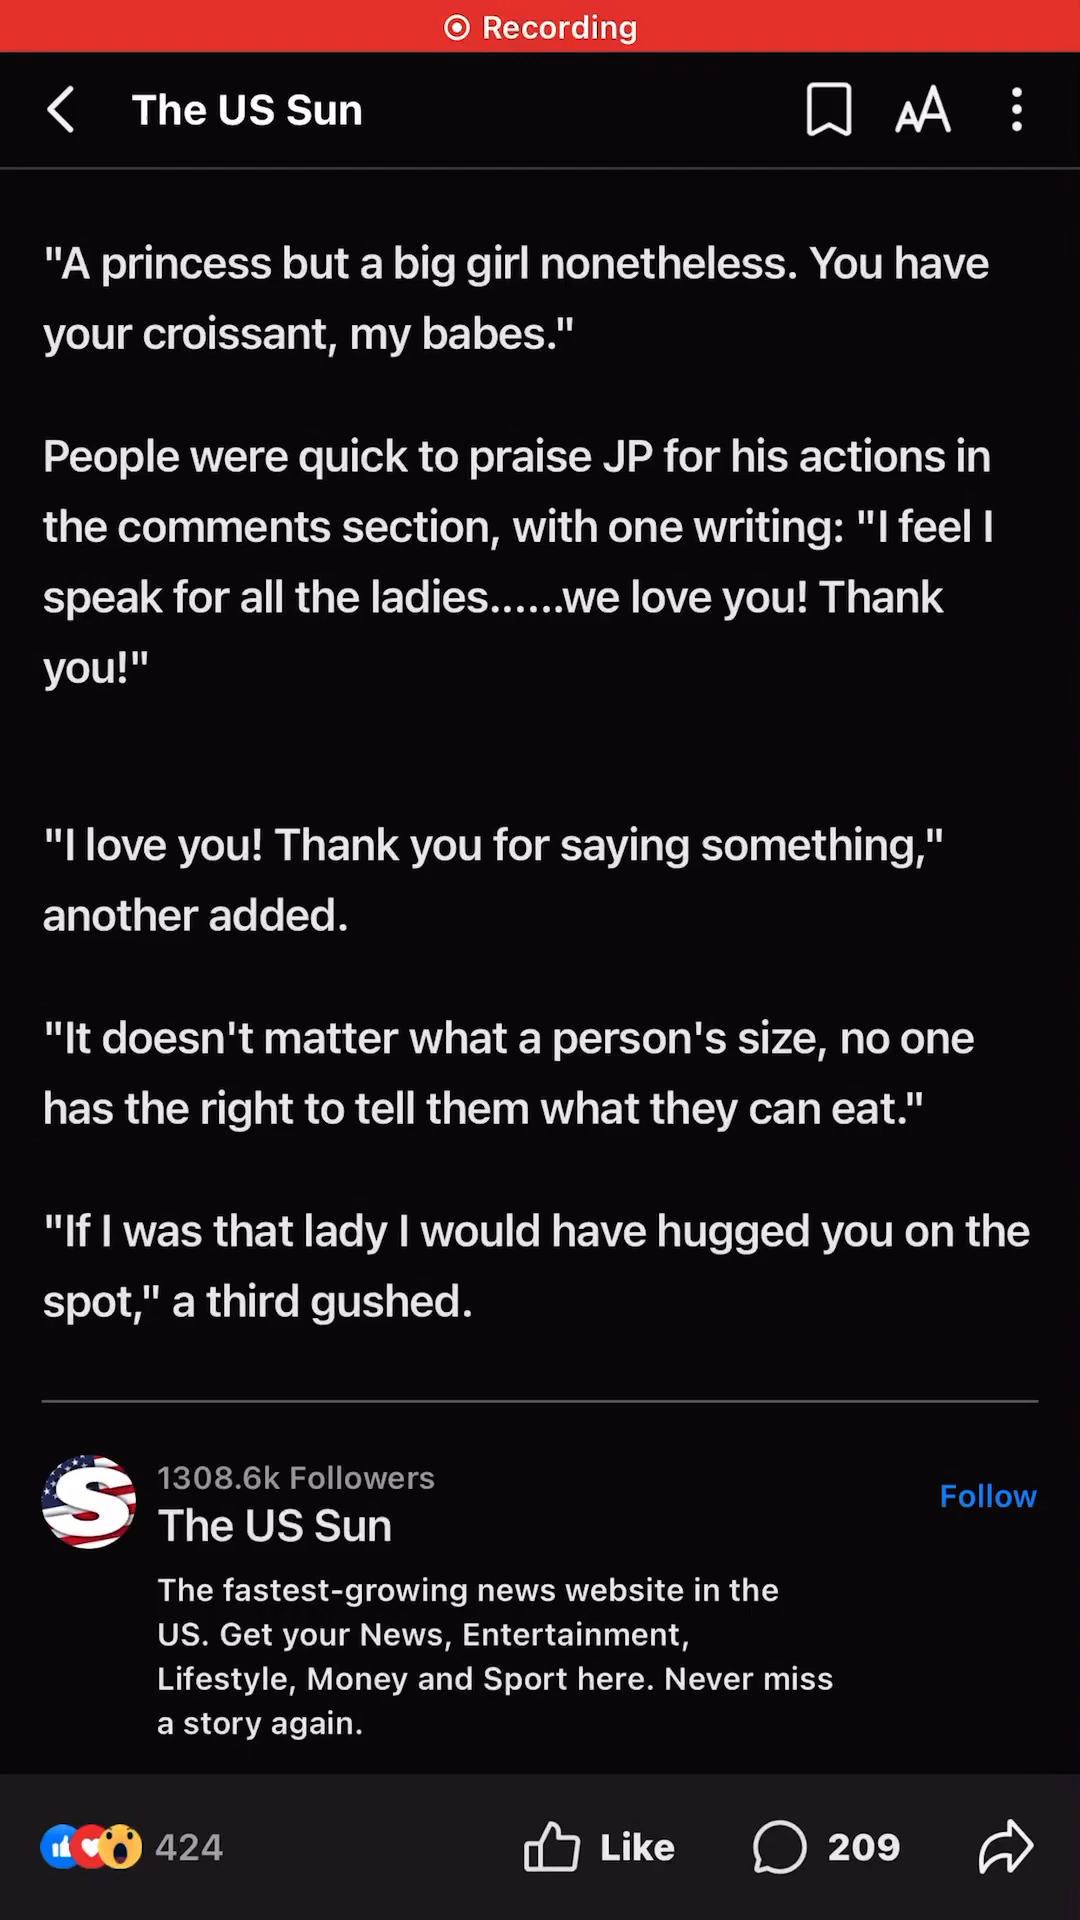 Recording
The US Sun
AA
"A princess but a big girl nonetheless. You have
your croissant, my babes."
People were quick to praise JP for his actions in
the comments section, with one writing: "I feel I
speak for all the ladies......we love you! Thank
you!"
"I love you! Thank you for saying something,"
another added.
"It doesn't matter what a person's size, no one
has the right to tell them what they can eat."
"If I was that lady I would have hugged you on the
spot," a third gushed.
S
1308.6k Followers
The US Sun
Follow
The fastest-growing news website in the
US. Get your News, Entertainment,
Lifestyle, Money and Sport here. Never miss
a story again.
424
Like
209